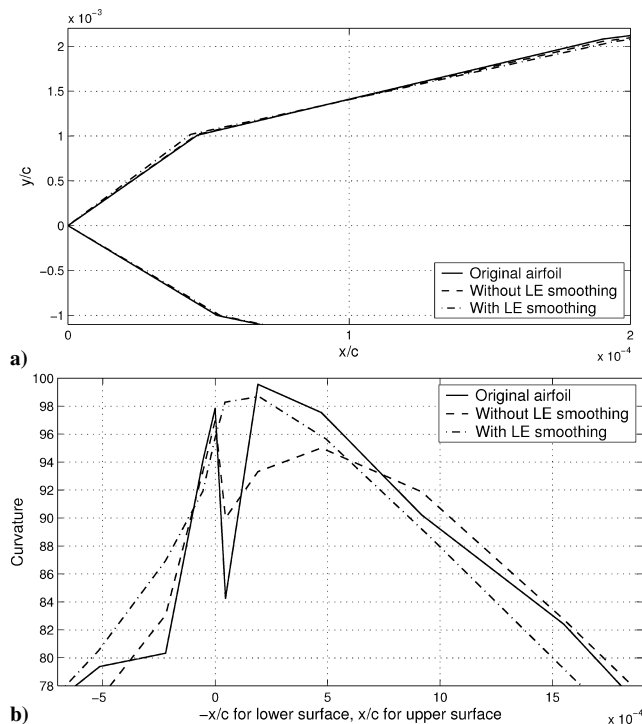 x 10⁻³
2
1.5
1
0.5
0
−0.5
−1
y/c
0
1
2
x/c
x 10⁻⁴
Original airfoil
Without LE smoothing
With LE smoothing
a)
100
98
96
94
92
90
88
86
84
82
80
78
Curvature
Original airfoil
Without LE smoothing
With LE smoothing
−5
0
5
10
15
−x/c for lower surface, x/c for upper surface
x 10⁻⁴
b)